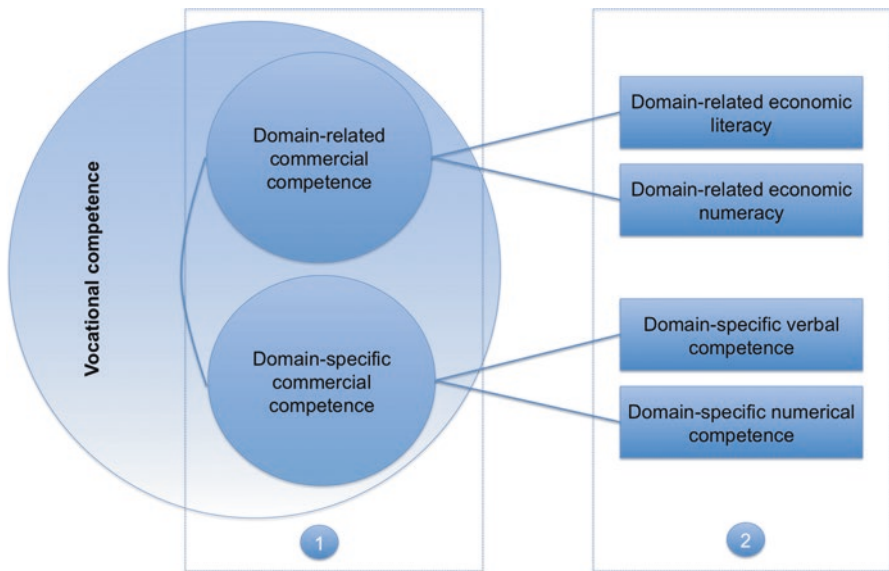 Vocational competence
Domain-related
commercial
competence
Domain-specific
commercial
competence
1
Domain-related economic
literacy
Domain-related economic
numeracy
Domain-specific verbal
competence
Domain-specific numerical
competence
2